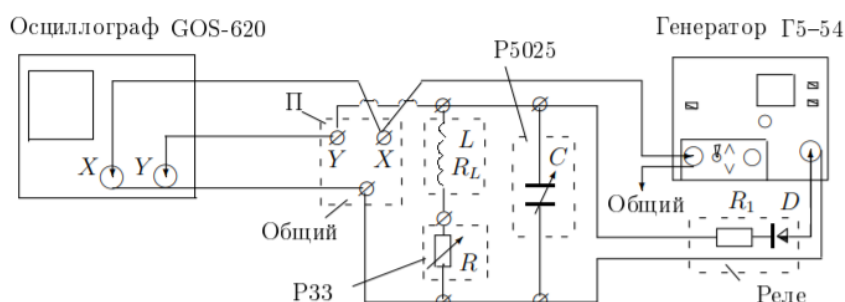 Осциллограф GOS-620
Генератор Г5–54
P5025
П
Y
X
L
R_L
C
X
Y
Общий
Общий
R_1
D
P33
R
Реле